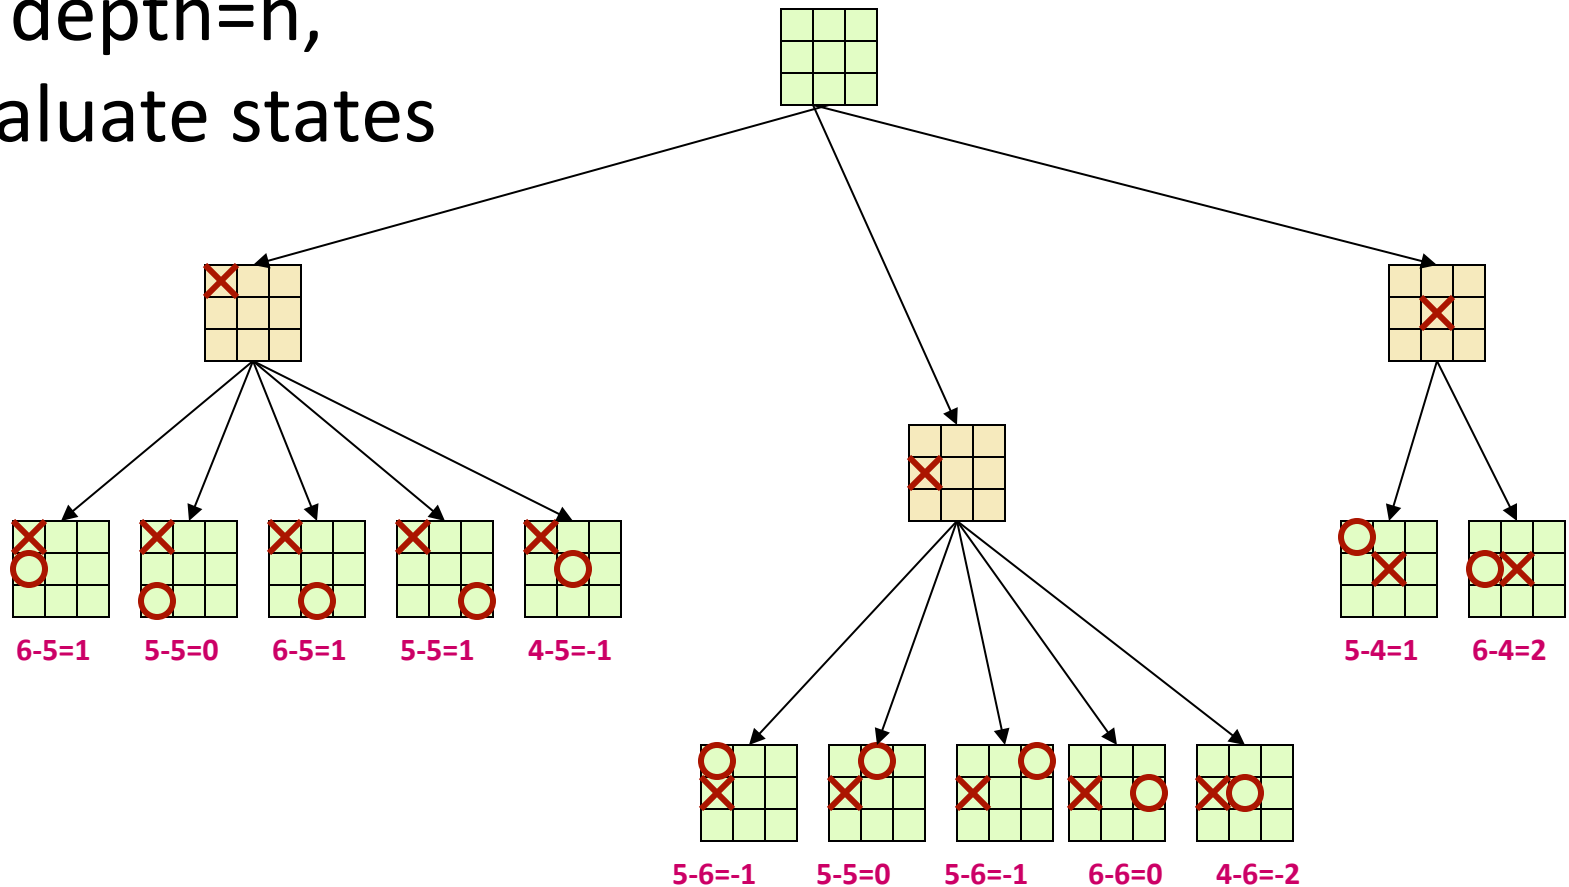 depth=h,
aluate states
6-5=1 5-5=0 6-5=1 5-5=1 4-5=-1 5-4=1 6-4=2
5-6=-1 5-5=0 5-6=-1 6-6=0 4-6=-2